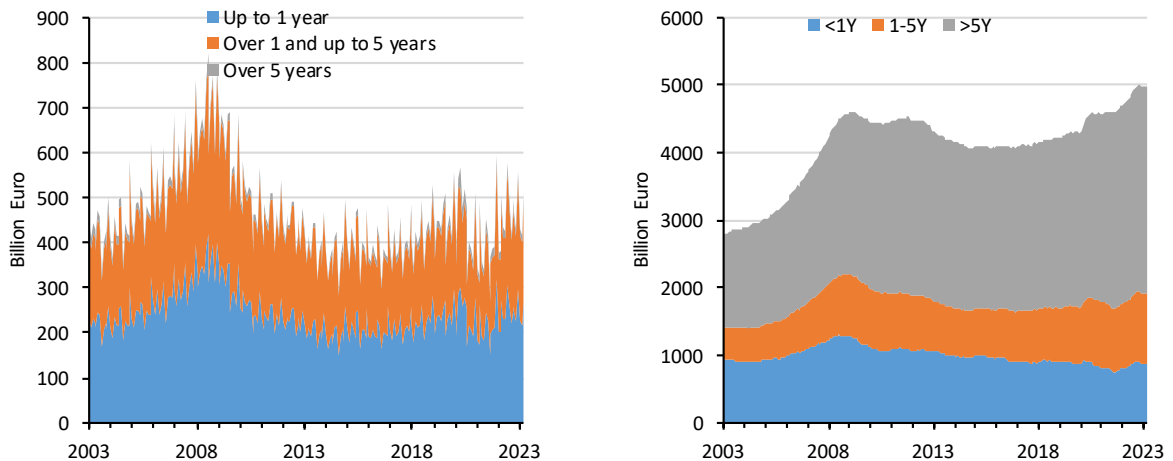 900
800
700
600
500
400
300
200
100
0
Billion Euro
Up to 1 year
Over 1 and up to 5 years
Over 5 years
2003 2008 2013 2018 2023
6000
5000
4000
3000
2000
1000
0
Billion Euro
<1Y 1-5Y >5Y
2003 2008 2013 2018 2023